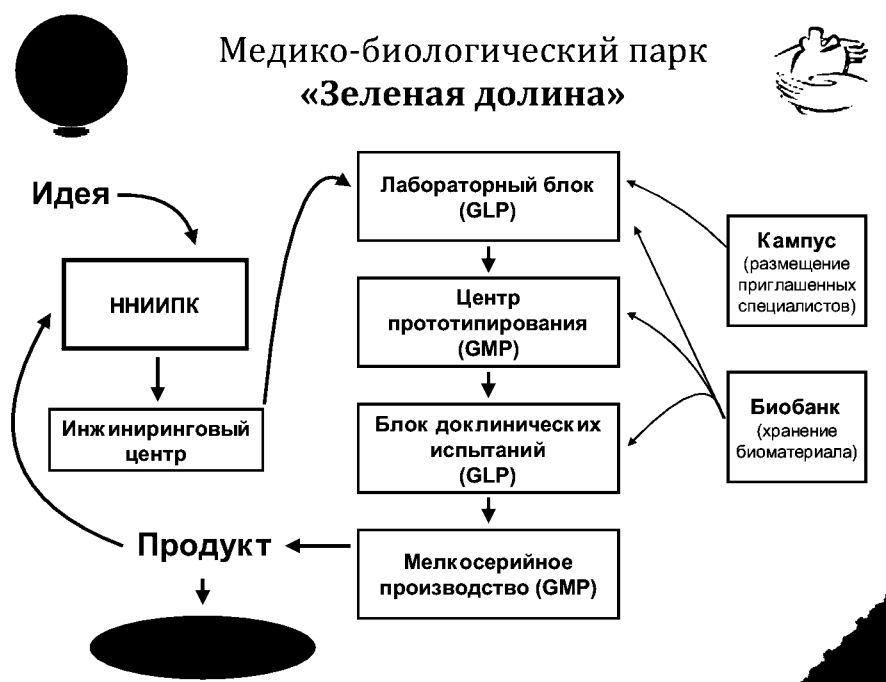 Медико-биологический парк
«Зеленая долина»
Идея
ННИИПК
Инжиниринговый
центр
Лабораторный блок
(GLP)
Центр
прототипирования
(GMP)
Блок доклинических
испытаний
(GLP)
Мелкосерийное
производство (GMP)
Продукт
Кампус
(размещение
приглашенных
специалистов)
Биобанк
(хранение
биоматериала)